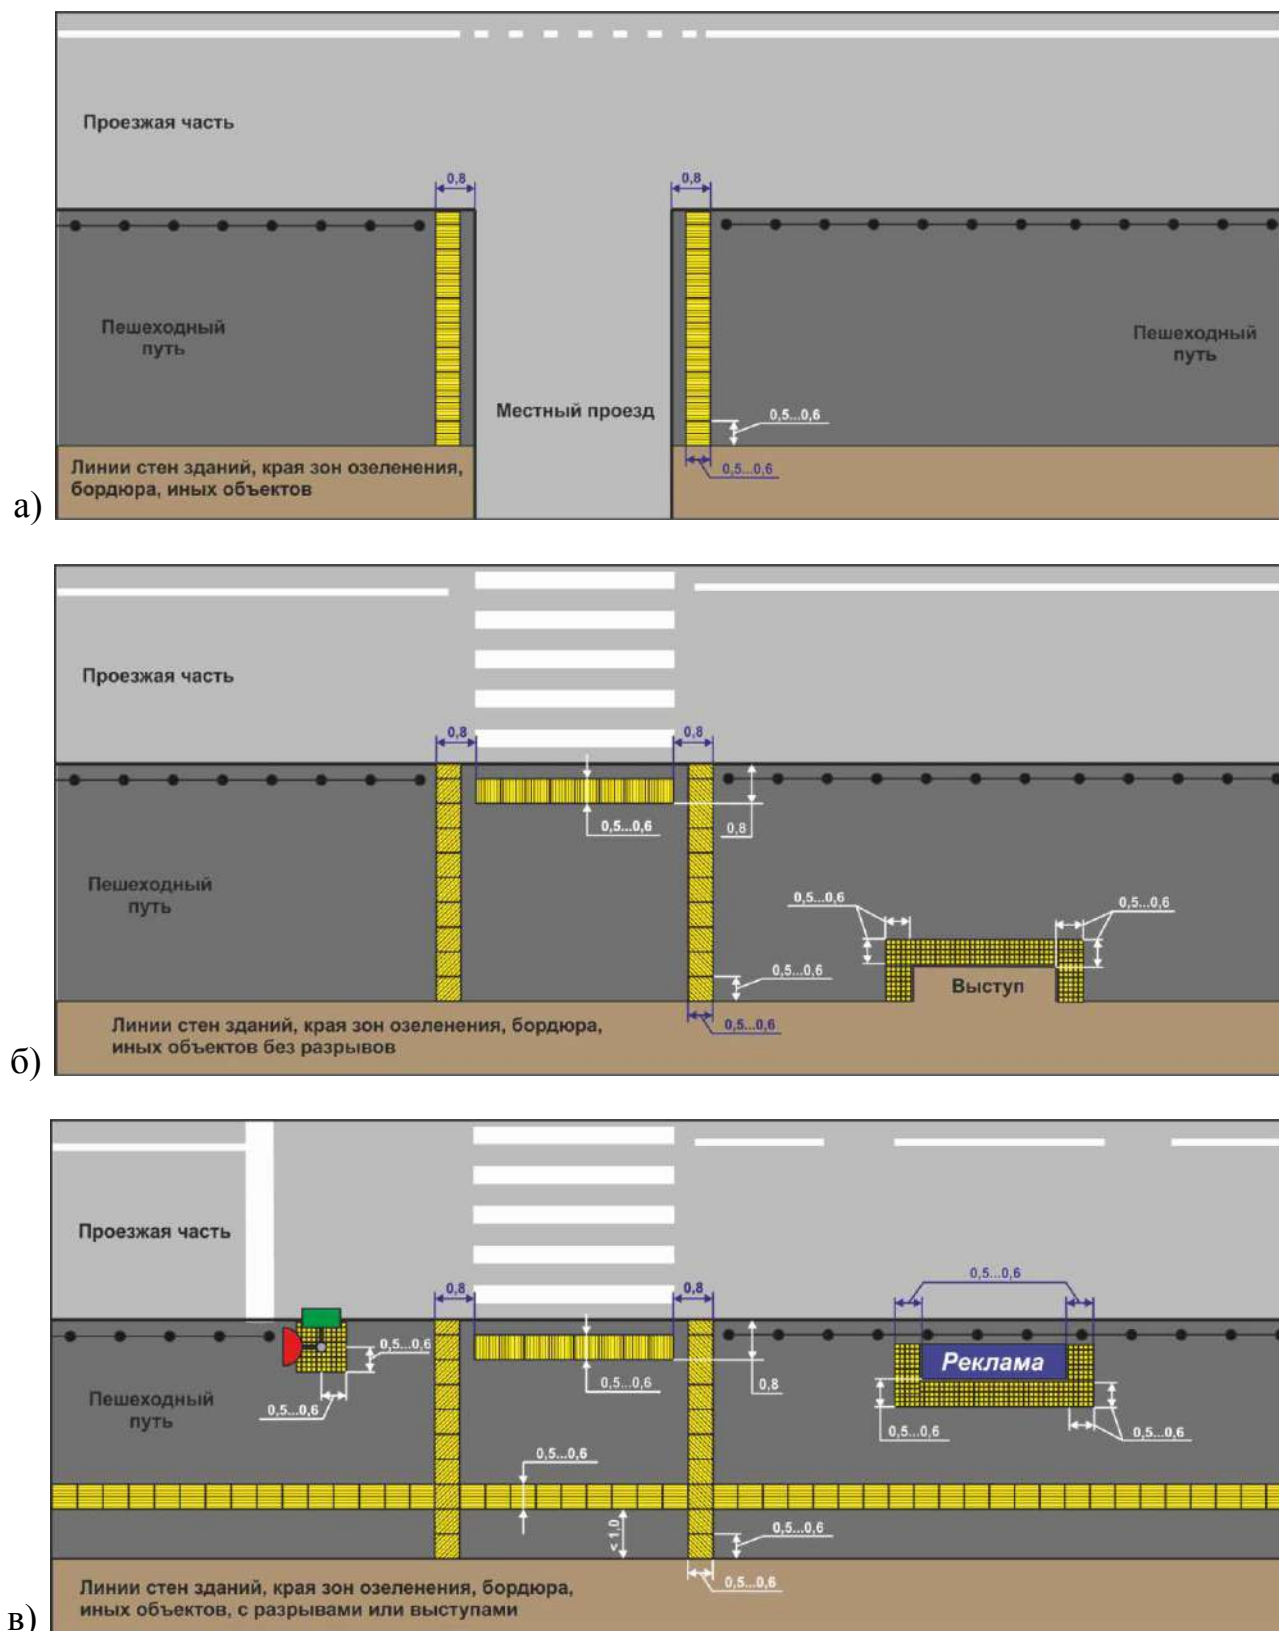 Проезжая часть
0,8
0,8
Пешеходный
путь
Пешеходный
путь
Местный проезд
0,5...0,6
Линии стен зданий, края зон озеленения,
бордюра, иных объектов
0,5...0,6
а)
Проезжая часть
0,8
0,8
0,5...0,6
0,8
Пешеходный
путь
0,5...0,6
0,5...0,6
0,5...0,6
Выступ
Линии стен зданий, края зон озеленения, бордюра,
иных объектов без разрывов
0,5...0,6
б)
Проезжая часть
0,8
0,8
0,5...0,6
0,5...0,6
Реклама
0,5...0,6
0,8
Пешеходный
путь
0,5...0,6
0,5...0,6
0,5...0,6
0,5...0,6
< 1,0
0,5...0,6
Линии стен зданий, края зон озеленения, бордюра,
иных объектов, с разрывами или выступами
0,5...0,6
в)